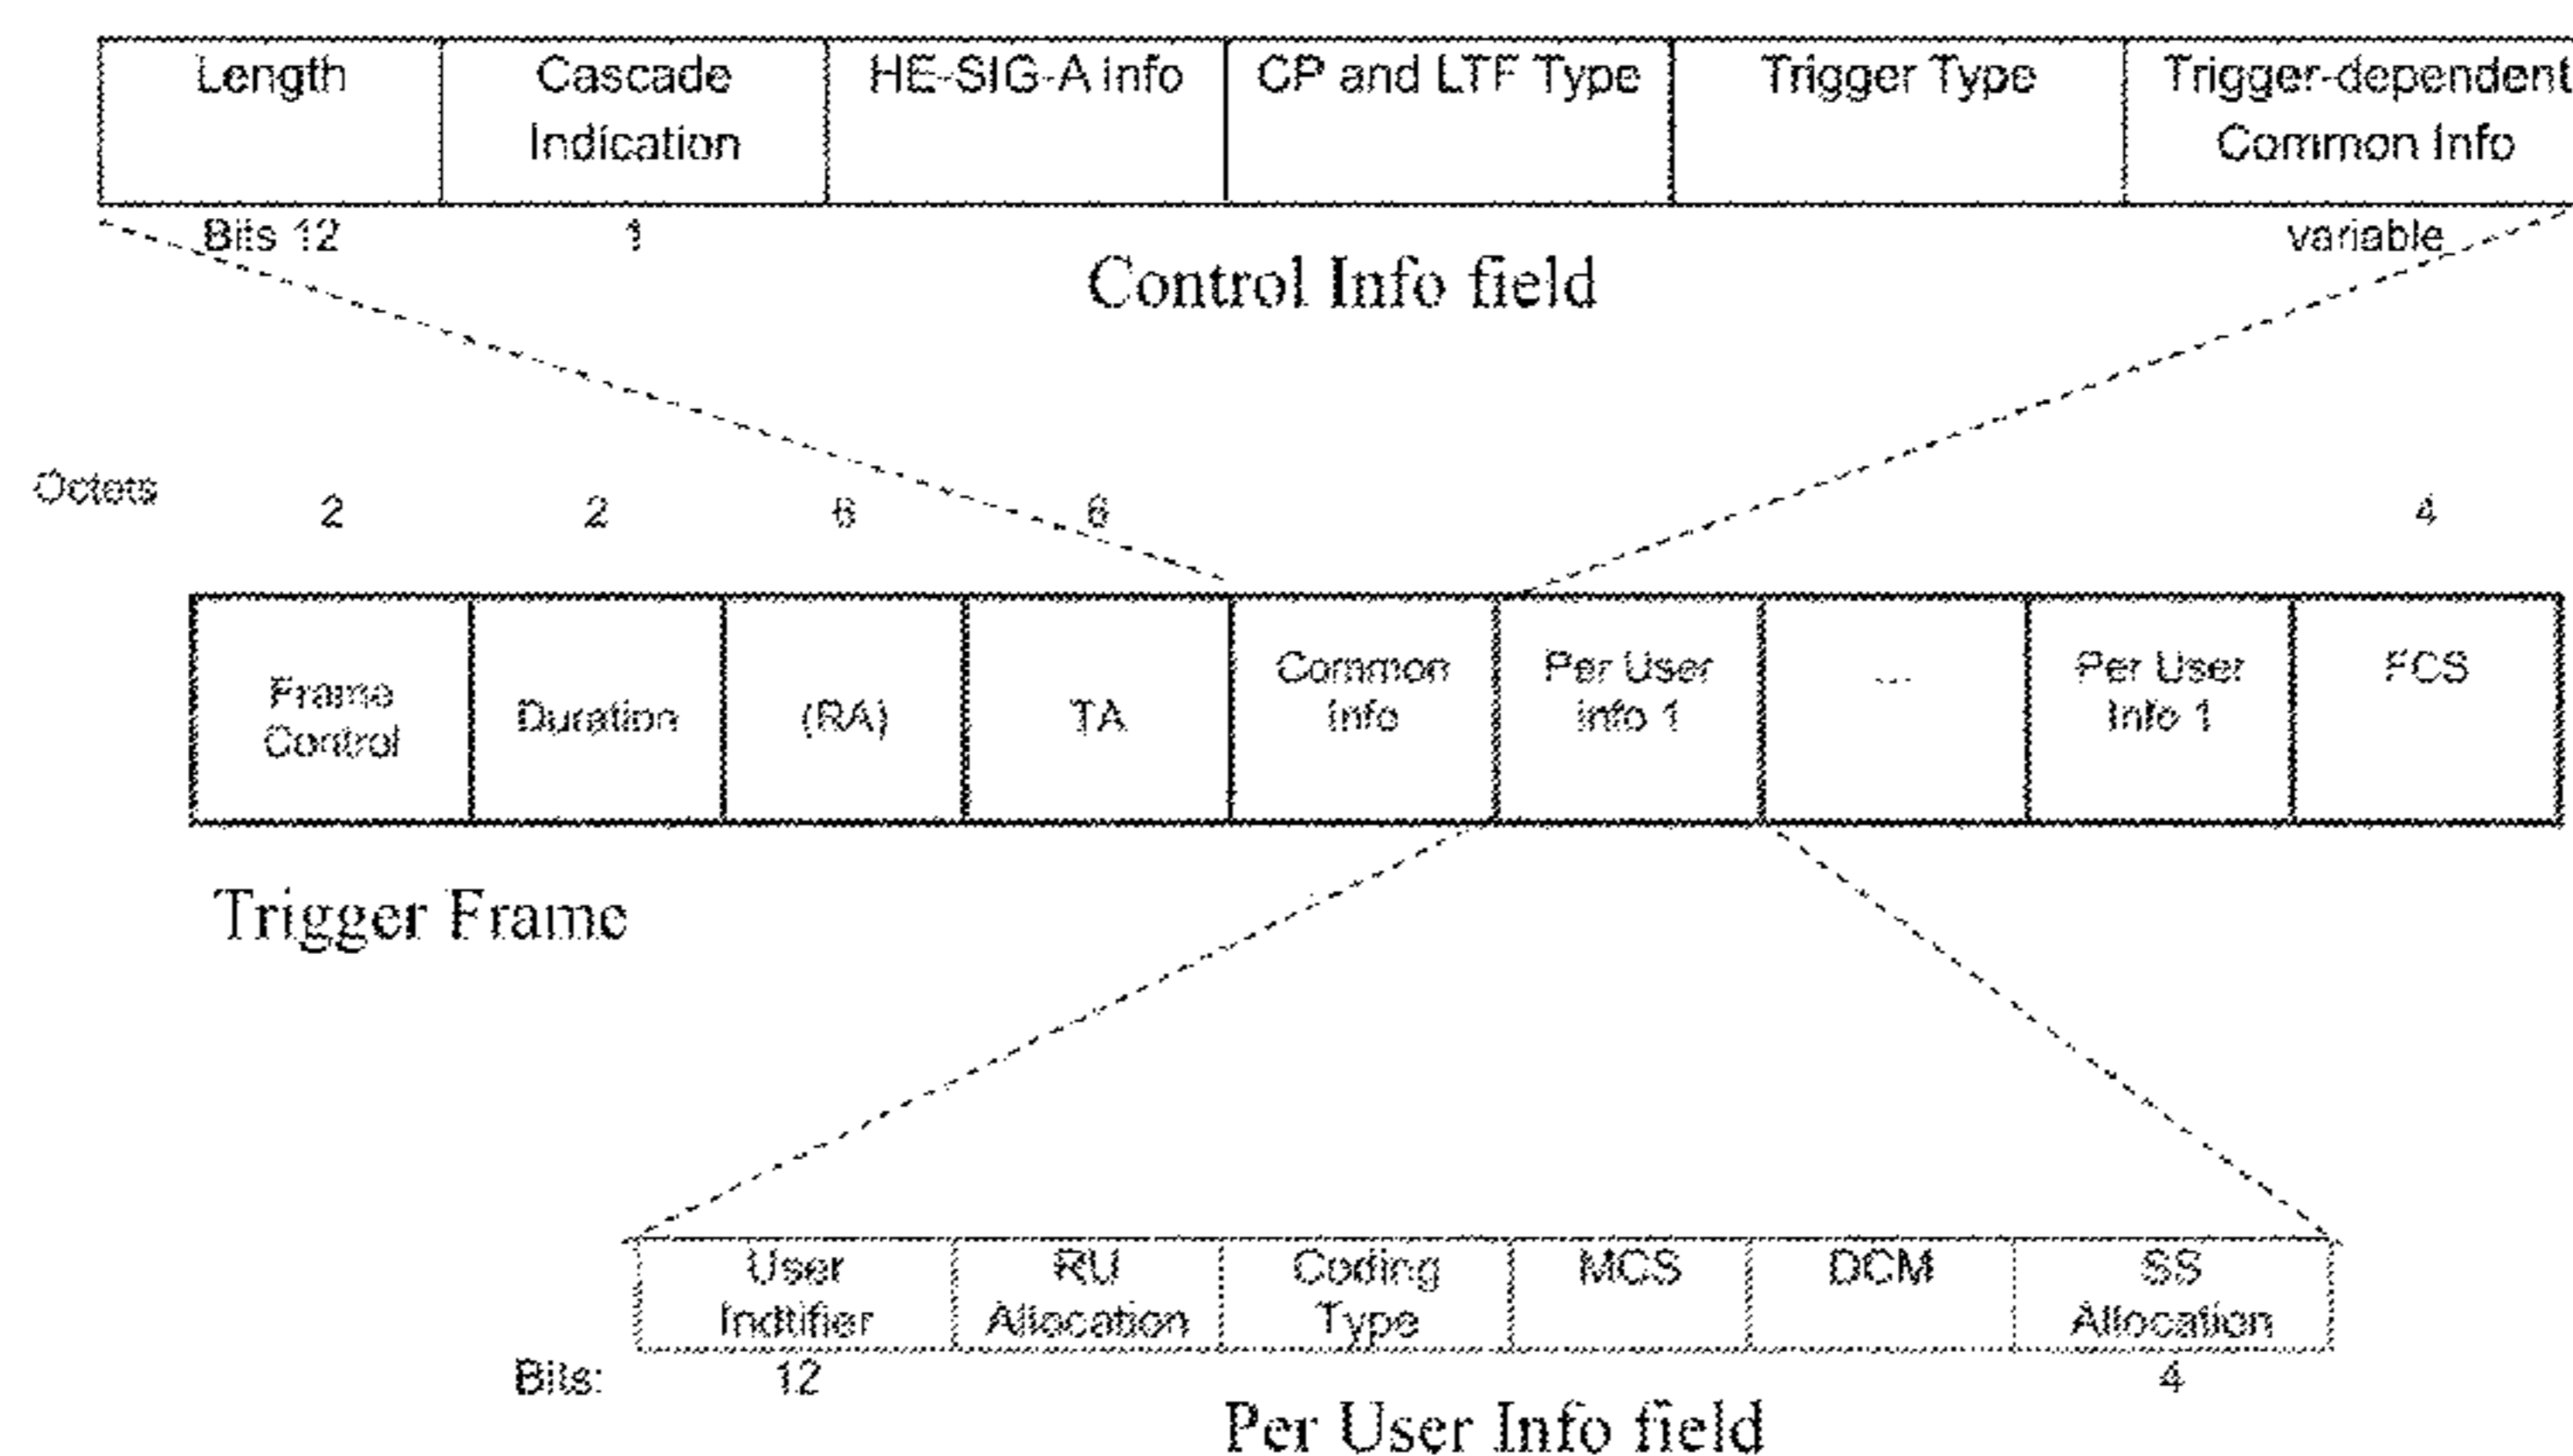 Length Cascade Indication HE-SIG-A Info CP and LTF Type Trigger Type Trigger-dependent Common Info
Bits 12 1 variable
Control Info field
Octets 2 2 6 6 4
Frame Control Duration (RA) TA Common Info Per User info 1 ... Per User Info 1 FCS
Trigger Frame
User Indtifier RU Allocation Coding Type MCS DCM SS Allocation
Bits: 12 4
Per User Info field